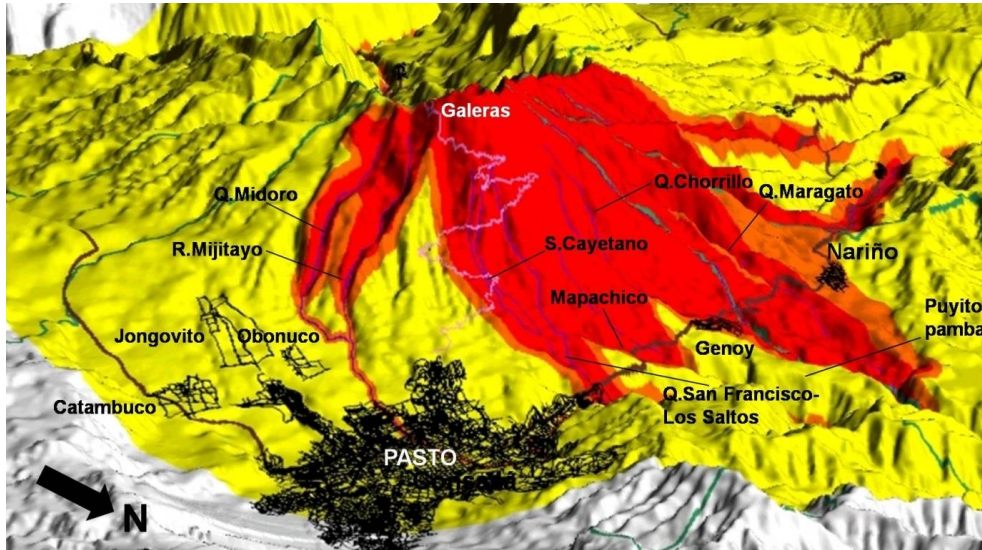 Galeras
Q.Midoro
Q.Chorrillo
Q.Maragato
R.Mijitayo
S.Cayetano
Nariño
Mapachico
Puyito
pamba
Jongovito
Obonuco
Genoy
Catambuco
Q.San Francisco-
Los Saltos
PASTO
N